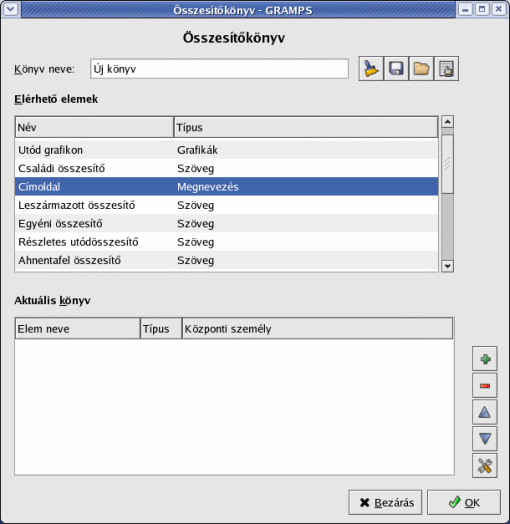 Összesítőkönyv - GRAMPS
Összesítőkönyv
Könyv neve: Új könyv
Elérhető elemek
Név Típus
Utód grafikon Grafikák
Családi összesítő Szöveg
Címoldal Megnevezés
Leszármazott összesítő Szöveg
Egyéni összesítő Szöveg
Részletes utódösszesítő Szöveg
Ahnentafel összesítő Szöveg
Aktuális könyv
Elem neve Típus Központi személy
Bezárás OK